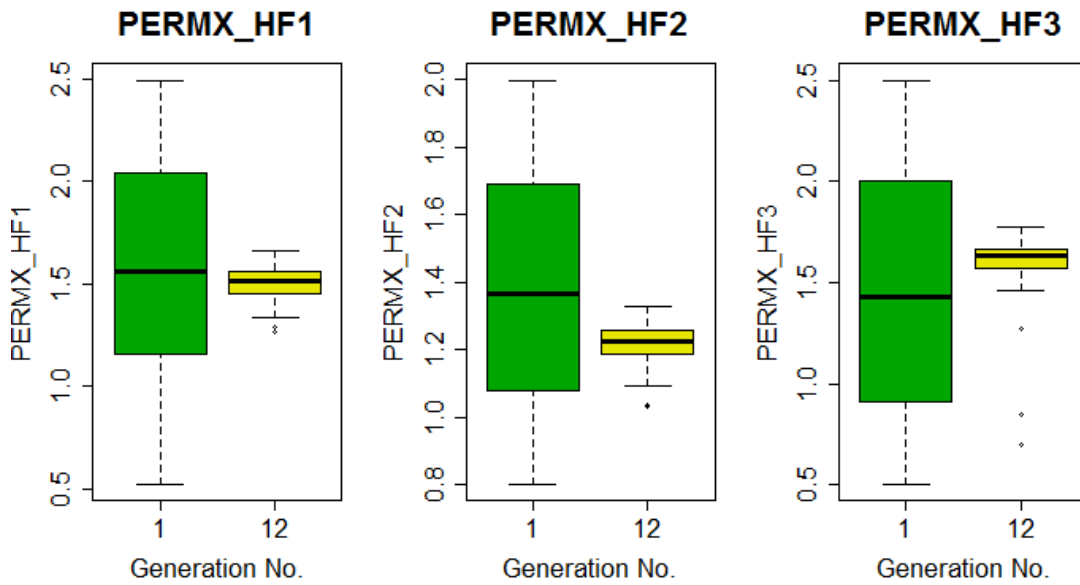 PERMX_HF1
PERMX_HF1
2.5
2.0
1.5
1.0
0.5
1 12
Generation No.
PERMX_HF2
PERMX_HF2
2.0
1.8
1.6
1.4
1.2
1.0
0.8
1 12
Generation No.
PERMX_HF3
PERMX_HF3
2.5
2.0
1.5
1.0
0.5
1 12
Generation No.